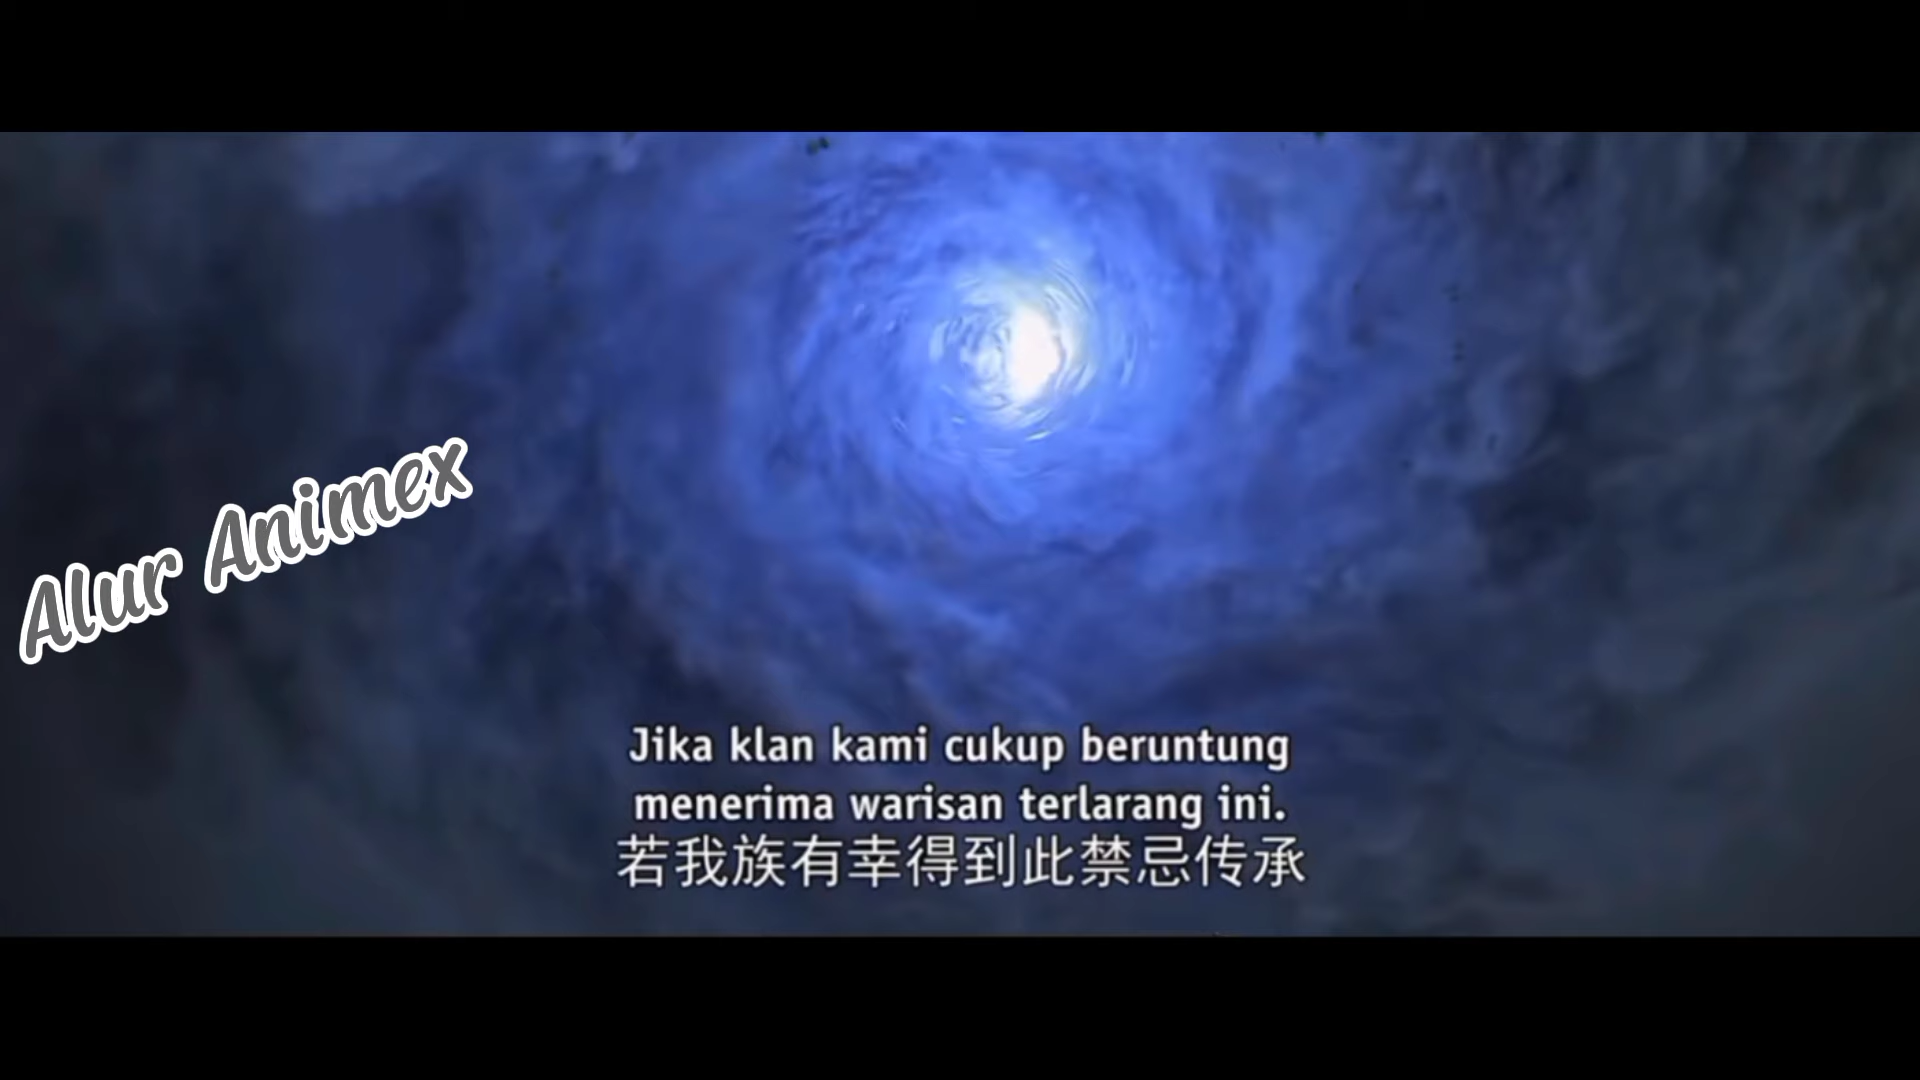 Alur Animex
Jika klan kami cukup beruntung
menerima warisan terlarang ini.
若我族有幸得到此禁忌传承